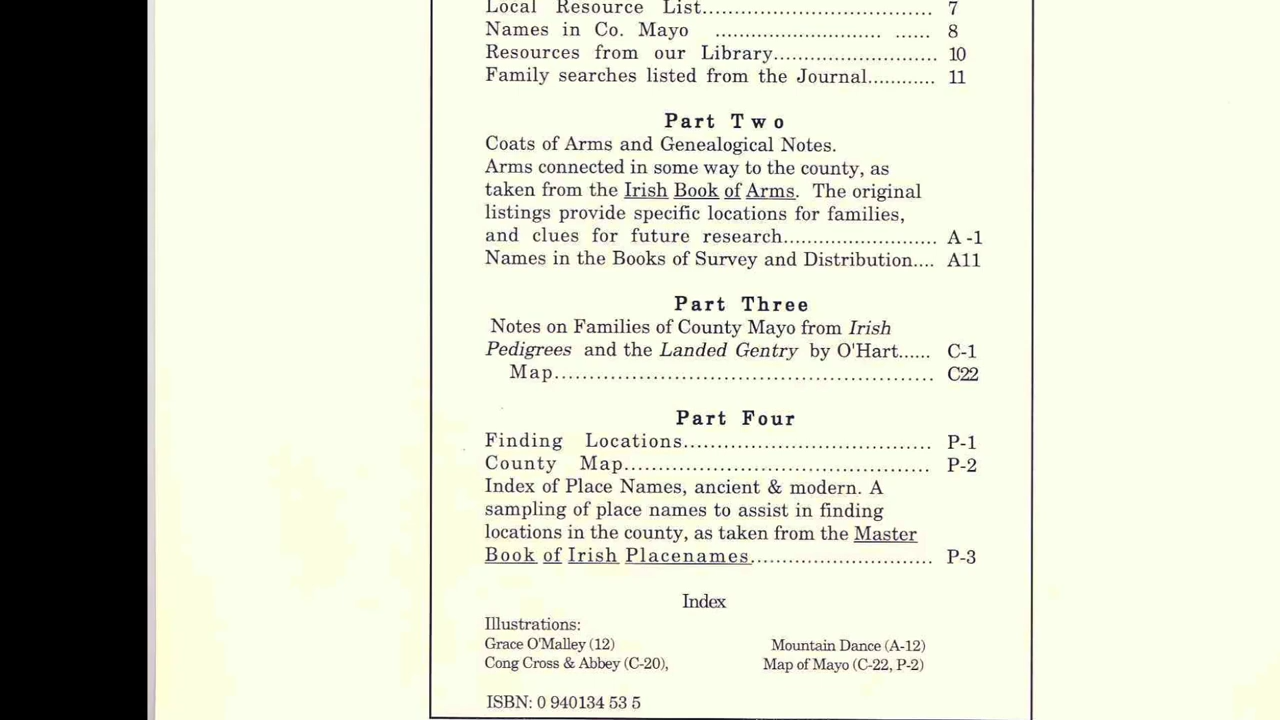 Local Resource List.................................. 7
Names in Co. Mayo ........................ ...... 8
Resources from our Library........................ 10
Family searches listed from the Journal............ 11
Part Two
Coats of Arms and Genealogical Notes.
Arms connected in some way to the county, as
taken from the Irish Book of Arms. The original
listings provide specific locations for families,
and clues for future research.......................... A -1
Names in the Books of Survey and Distribution.... A11
Part Three
Notes on Families of County Mayo from Irish
Pedigrees and the Landed Gentry by O'Hart...... C-1
Map........................................... C22
Part Four
Finding Locations.................................... P-1
County Map............................................ P-2
Index of Place Names, ancient & modern. A
sampling of place names to assist in finding
locations in the county, as taken from the Master
Book of Irish Placenames........................... P-3
Index
Illustrations:
Grace O'Malley (12) Mountain Dance (A-12)
Cong Cross & Abbey (C-20), Map of Mayo (C-22, P-2)
ISBN: 0 940134 53 5